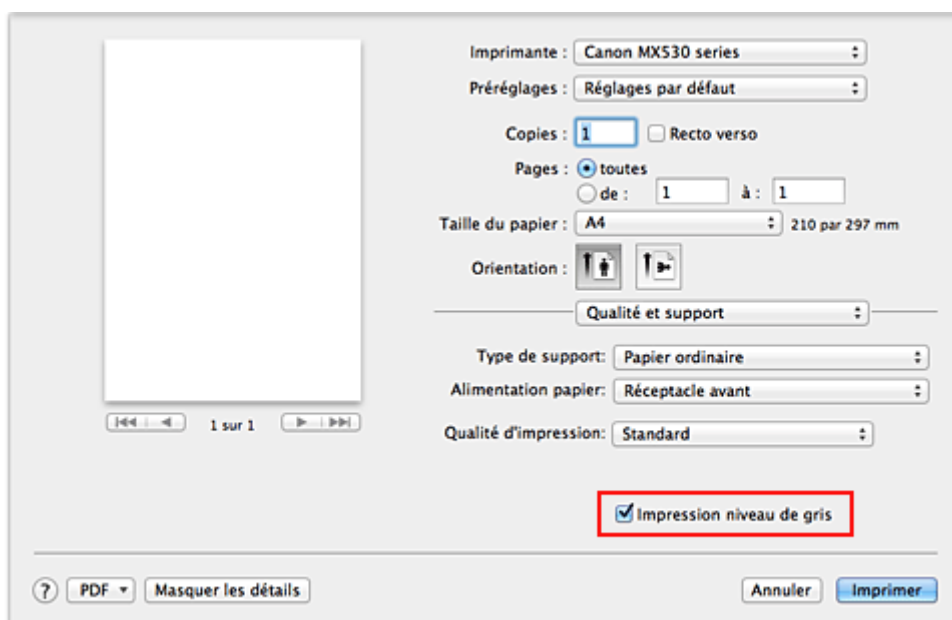 Imprimante : Canon MX530 series
Préréglages : Réglages par défaut
Copies : 1 Recto verso
Pages : toutes
de : 1 à : 1
Taille du papier : A4 210 par 297 mm
Orientation :
Qualité et support
Type de support: Papier ordinaire
Alimentation papier: Réceptacle avant
1 sur 1
Qualité d'impression: Standard
Impression niveau de gris
? PDF Masquer les détails Annuler Imprimer